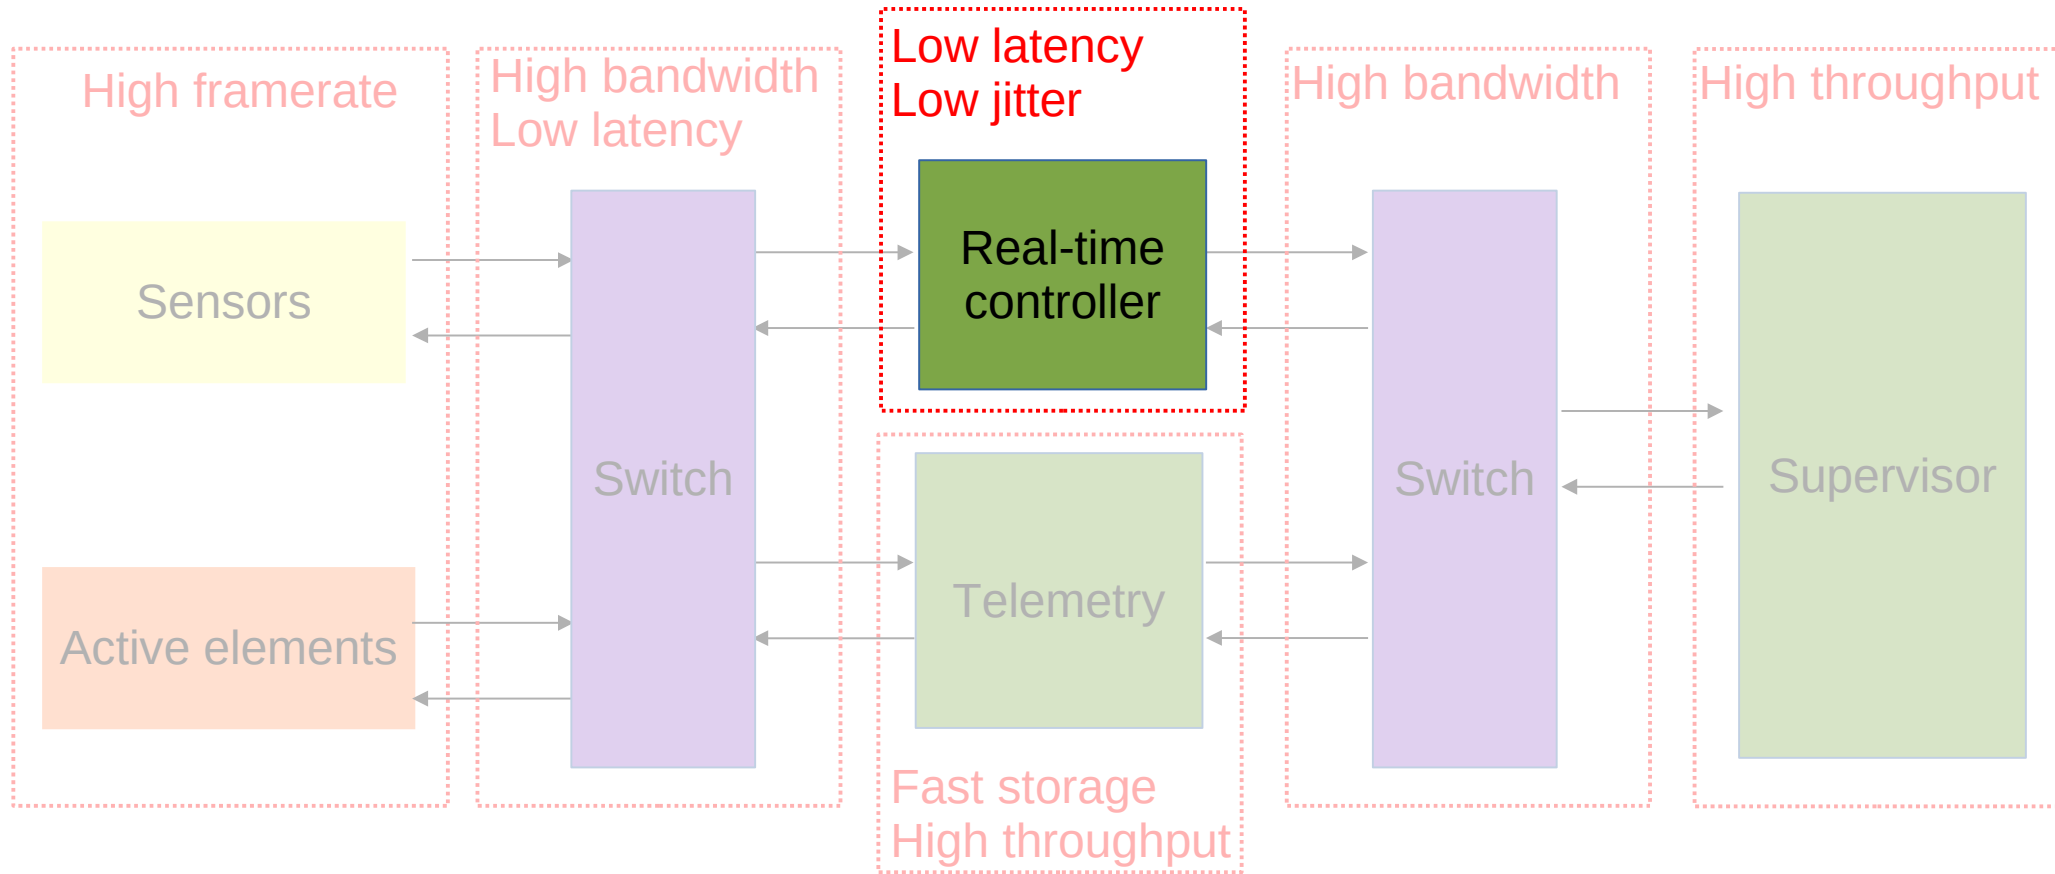 High framerate
Sensors
Active elements
High bandwidth
Low latency
Switch
Low latency
Low jitter
Real-time
controller
Telemetry
Fast storage
High throughput
High bandwidth
Switch
High throughput
Supervisor